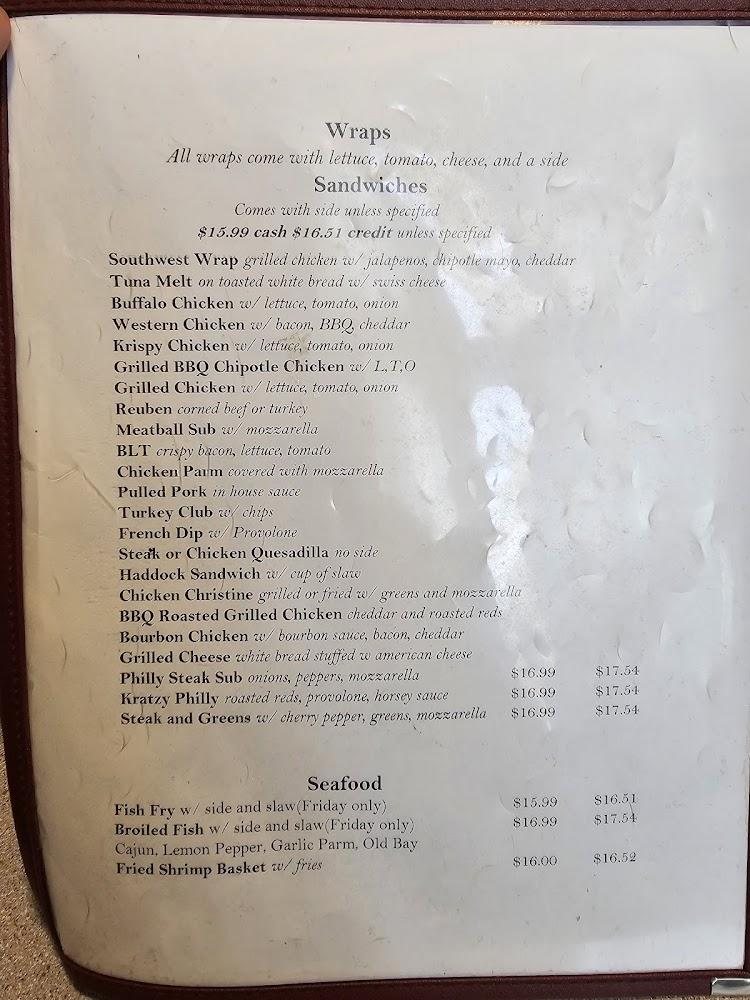 Wraps
All wraps come with lettuce, tomato, cheese, and a side
Sandwiches
Comes with side unless specified
$15.99 cash $16.51 credit unless specified
Southwest Wrap grilled chicken w/ jalapenos, chipotle mayo, cheddar
Tuna Melt on toasted white bread w/ swiss cheese
Buffalo Chicken w/ lettuce, tomato, onion
Western Chicken w/ bacon, BBQ, cheddar
Krispy Chicken w/ lettuce, tomato, onion
Grilled BBQ Chipotle Chicken w/ L,T,O
Grilled Chicken w/ lettuce, tomato, onion
Reuben corned beef or turkey
Meatball Sub w/ mozzarella
BLT crispy bacon, lettuce, tomato
Chicken Parm covered with mozzarella
Pulled Pork in house sauce
Turkey Club w/ chips
French Dip w/ Provolone
Steak or Chicken Quesadilla no side
Haddock Sandwich w/ cup of slaw
Chicken Christine grilled or fried w/ greens and mozzarella
BBQ Roasted Grilled Chicken cheddar and roasted reds
Bourbon Chicken w/ bourbon sauce, bacon, cheddar
Grilled Cheese white bread stuffed w american cheese
Philly Steak Sub onions, peppers, mozzarella $16.99 $17.54
Kratzy Philly roasted reds, provolone, horsey sauce $16.99 $17.54
Steak and Greens w/ cherry pepper, greens, mozzarella $16.99 $17.54
Seafood
Fish Fry w/ side and slaw(Friday only) $15.99 $16.51
Broiled Fish w/ side and slaw(Friday only) $16.99 $17.54
Cajun, Lemon Pepper, Garlic Parm, Old Bay
Fried Shrimp Basket w/ fries $16.00 $16.52